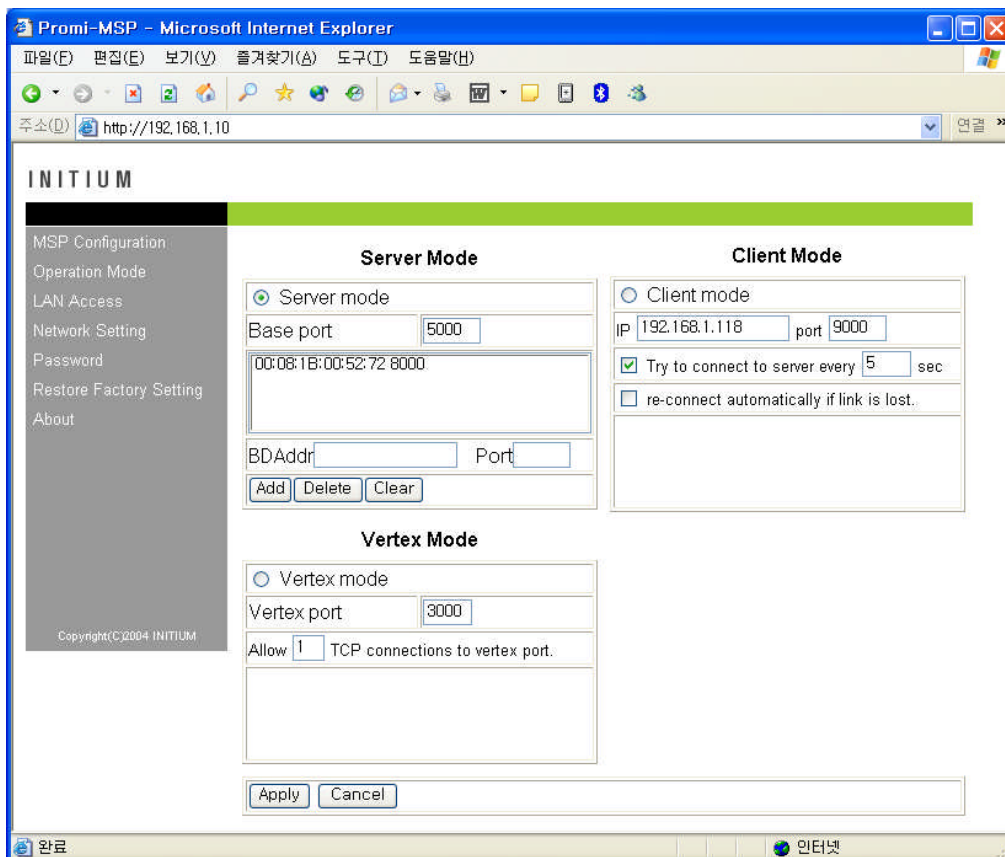 Promi-MSP - Microsoft Internet Explorer
파일(F) 편집(E) 보기(V) 즐겨찾기(A) 도구(T) 도움말(H)
주소(D) http://192.168.1.10 연결 »
INITIUM
MSP Configuration
Operation Mode
LAN Access
Network Setting
Password
Restore Factory Setting
About
Copyright(C)2004 INITIUM
Server Mode
Server mode
Base port 5000
00:08:1B:00:52:72 8000
BDAddr Port
Add Delete Clear
Client Mode
Client mode
IP 192.168.1.118 port 9000
Try to connect to server every 5 sec
re-connect automatically if link is lost.
Vertex Mode
Vertex mode
Vertex port 3000
Allow 1 TCP connections to vertex port.
Apply Cancel
완료 인터넷